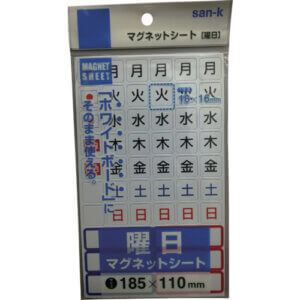 san-k
マグネットシート［曜日］
MAGNET
SHEET
「ホワイトボード」に
そのまま使える。
月 月 月 月 月
火 火 火 火
16×16mm
水 水 水 水 水
木 木 木 木 木
金 金 金 金 金
土 土 土 土 土
日 日 日 日 日
曜日
マグネットシート
185×110mm